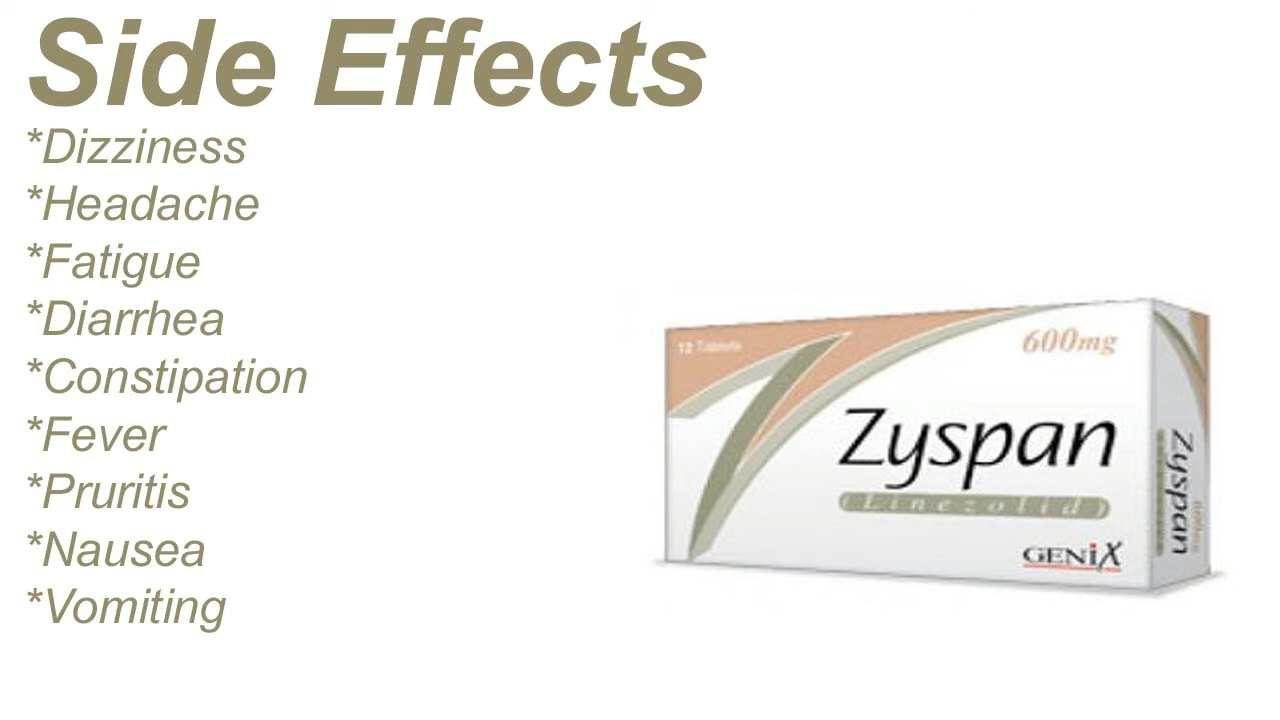 Side Effects
*Dizziness
*Headache
*Fatigue
*Diarrhea
*Constipation
*Fever
*Pruritis
*Nausea
*Vomiting
12 Tablets
600mg
Zyspan
(Linezolid)
GENiX
Zyspan